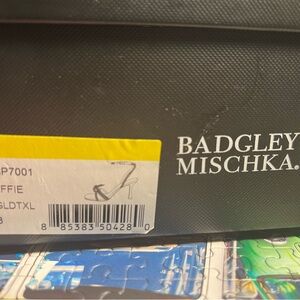 P7001
FFIE
GLDTXL
8
8 85383 50428 0
BADGLEY
MISCHKA.